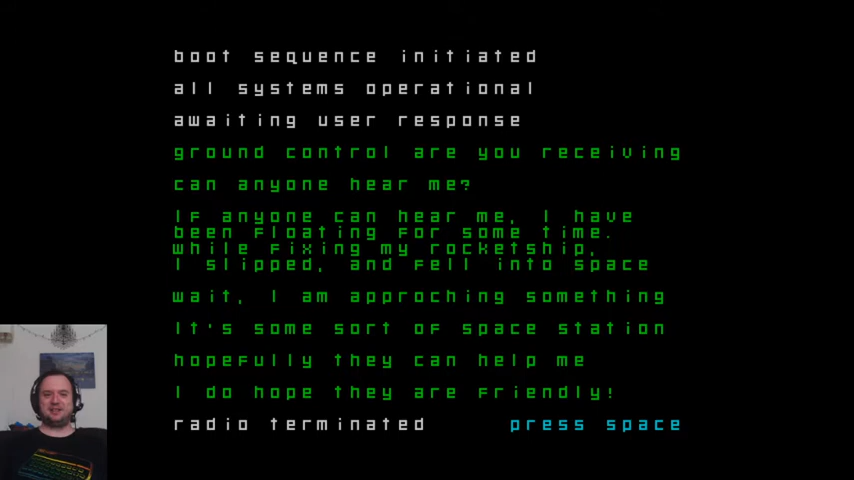 boot sequence initiated
all systems operational
awaiting user response
ground control are you receiving
can anyone hear me?
If anyone can hear me, I have
been floating for some time.
while fixing my rocketship,
I slipped, and fell into space
wait, I am approching something
It's some sort of space station
hopefully they can help me
I do hope they are friendly!
radio terminated press space